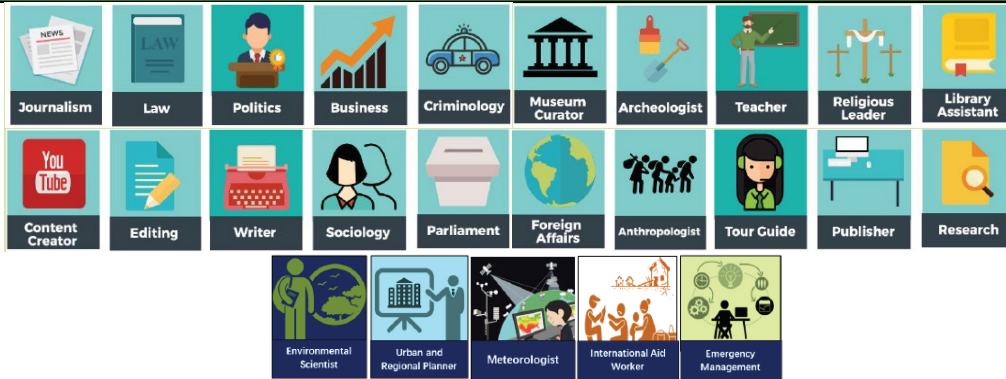 NEWS
LAW
Journalism
Law
Politics
Business
Criminology
Museum
Curator
Archeologist
Teacher
Religious
Leader
Library
Assistant
You
Tube
Content
Creator
Editing
Writer
Sociology
Parliament
Foreign
Affairs
Anthropologist
Tour Guide
Publisher
Research
Environmental
Scientist
Urban and
Regional Planner
Meteorologist
International Aid
Worker
Emergency
Management